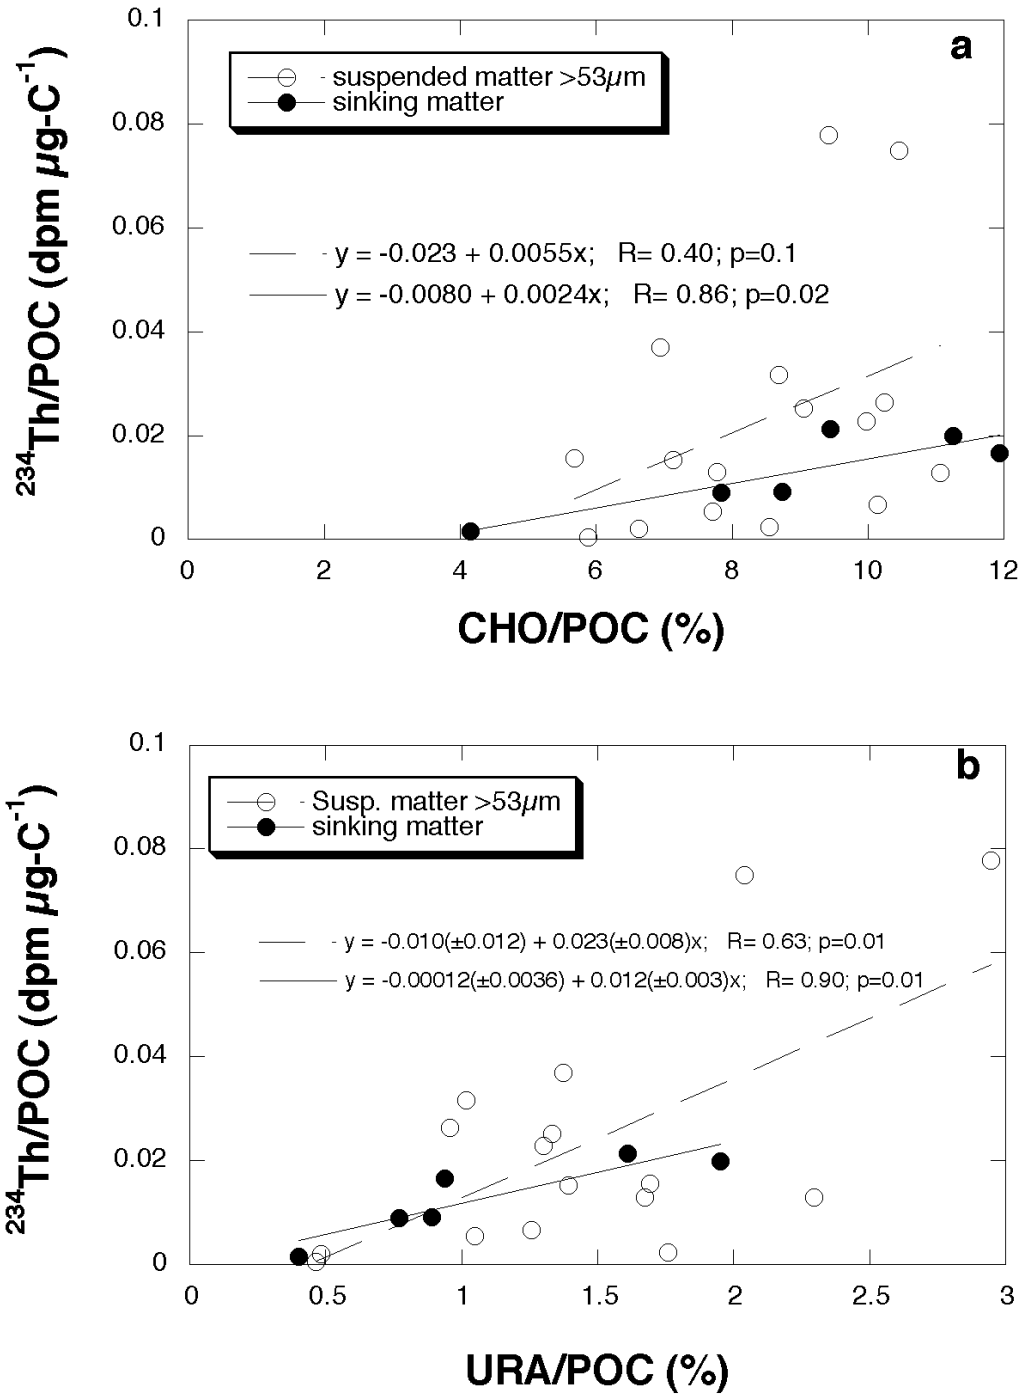 0.1
a
suspended matter >53µm
sinking matter
0.08
0.06
y = -0.023 + 0.0055x; R= 0.40; p=0.1
y = -0.0080 + 0.0024x; R= 0.86; p=0.02
0.04
0.02
0
234Th/POC (dpm µg-C-1)
0 2 4 6 8 10 12
CHO/POC (%)
0.1
b
Susp. matter >53µm
sinking matter
0.08
0.06
y = -0.010(±0.012) + 0.023(±0.008)x; R= 0.63; p=0.01
y = -0.00012(±0.0036) + 0.012(±0.003)x; R= 0.90; p=0.01
0.04
0.02
0
234Th/POC (dpm µg-C-1)
0 0.5 1 1.5 2 2.5 3
URA/POC (%)